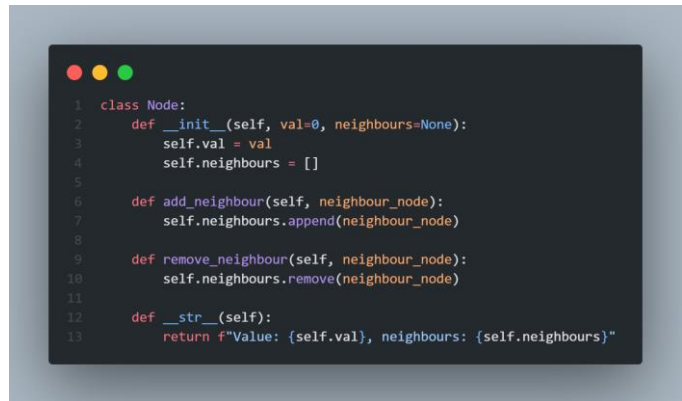 1 class Node:
2 def __init__(self, val=0, neighbours=None):
3 self.val = val
4 self.neighbours = []
5
6 def add_neighbour(self, neighbour_node):
7 self.neighbours.append(neighbour_node)
8
9 def remove_neighbour(self, neighbour_node):
10 self.neighbours.remove(neighbour_node)
11
12 def __str__(self):
13 return f"Value: {self.val}, neighbours: {self.neighbours}"